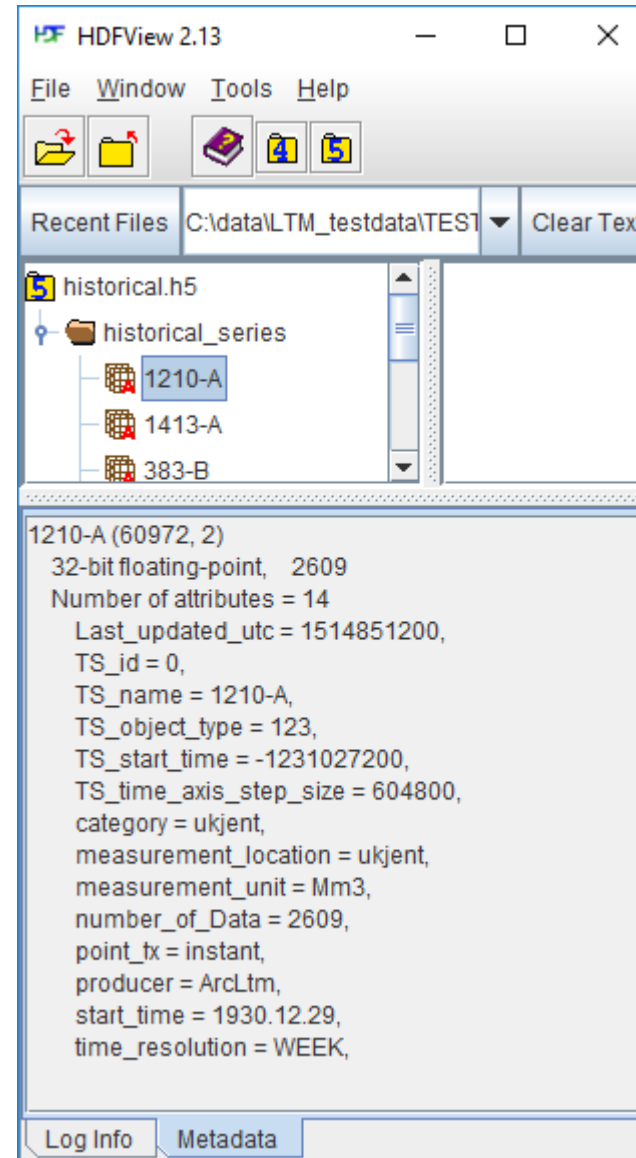 HDFView 2.13
File Window Tools Help
4 5
Recent Files C:\data\LTM_testdata\TEST Clear Tex
5 historical.h5
historical_series
1210-A
1413-A
383-B
1210-A (60972, 2)
32-bit floating-point, 2609
Number of attributes = 14
Last_updated_utc = 1514851200,
TS_id = 0,
TS_name = 1210-A,
TS_object_type = 123,
TS_start_time = -1231027200,
TS_time_axis_step_size = 604800,
category = ukjent,
measurement_location = ukjent,
measurement_unit = Mm3,
number_of_Data = 2609,
point_fx = instant,
producer = ArcLtm,
start_time = 1930.12.29,
time_resolution = WEEK,
Log Info Metadata